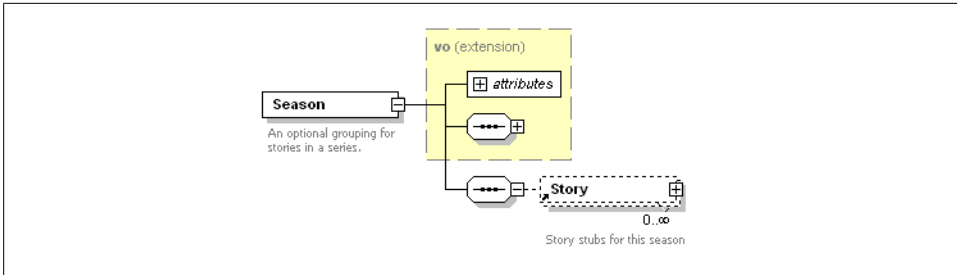 vo (extension)
attributes
Season
An optional grouping for
stories in a series.
Story
0..∞
Story stubs for this season